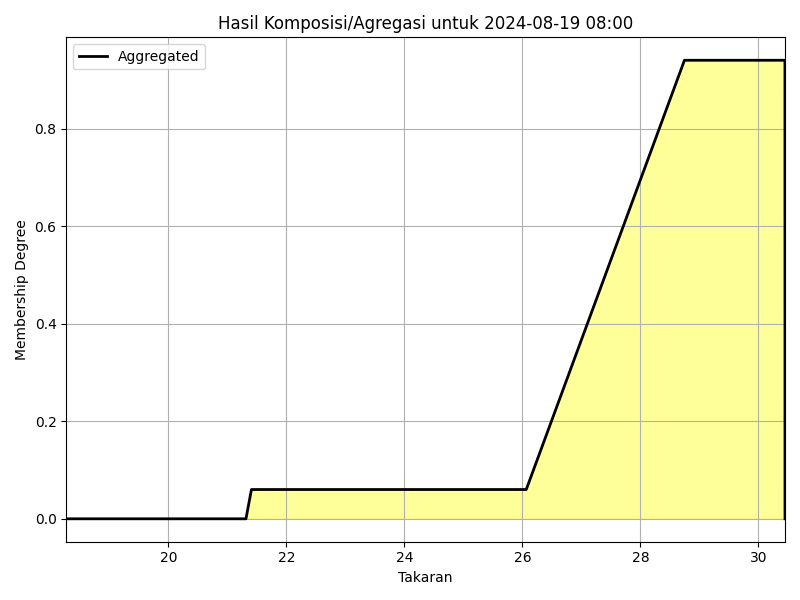 Hasil Komposisi/Agregasi untuk 2024-08-19 08:00
Aggregated
Membership Degree
0.8
0.6
0.4
0.2
0.0
20 22 24 26 28 30
Takaran